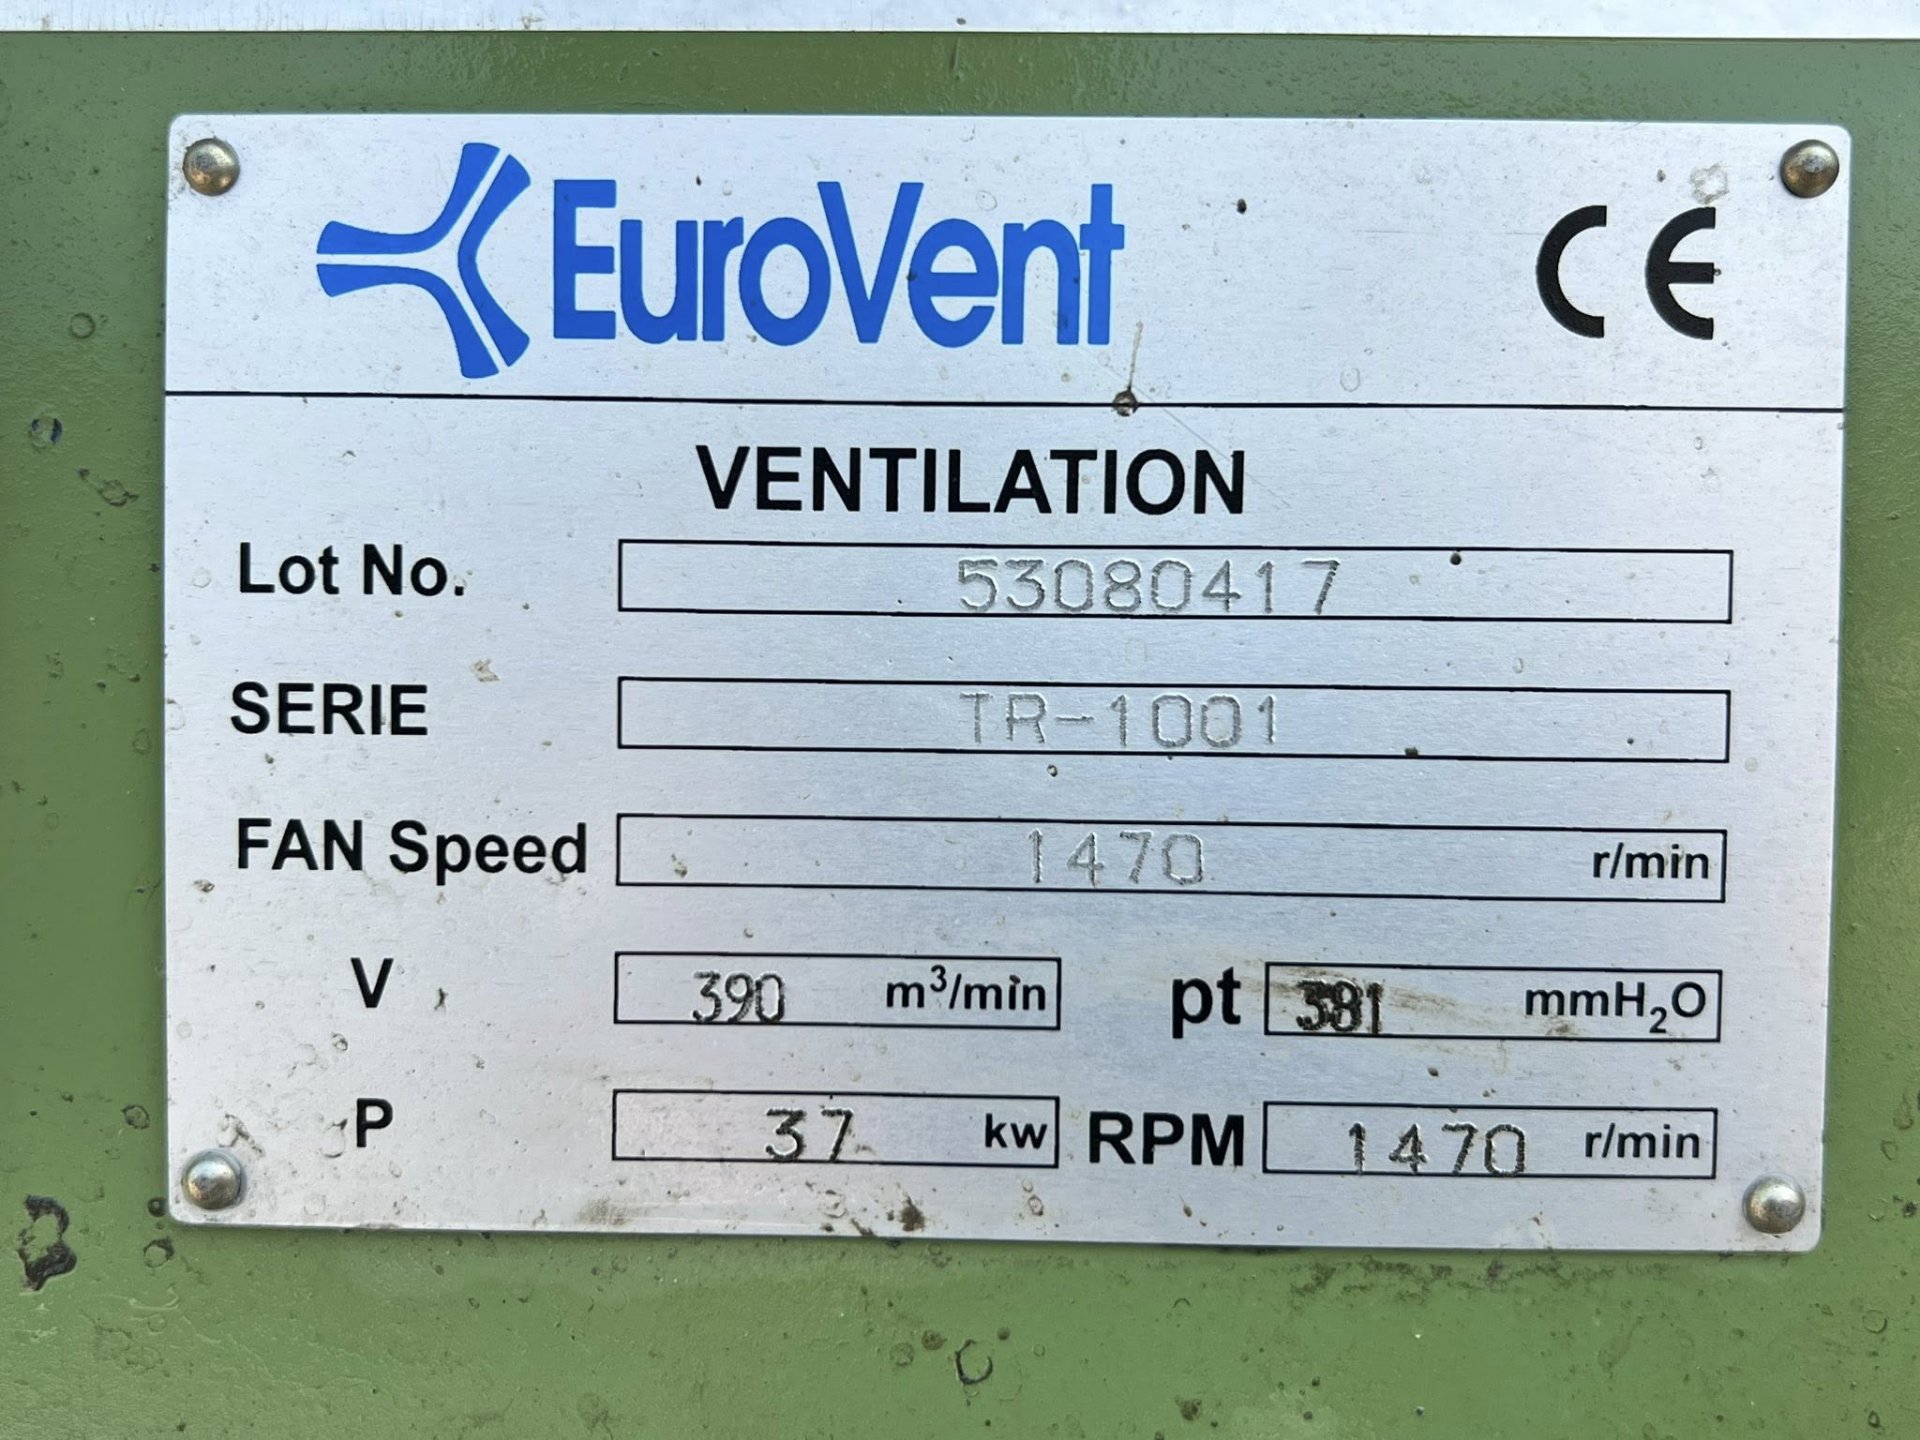 EuroVent CE
VENTILATION
Lot No. 53080417
SERIE TR-1001
FAN Speed 1470 r/min
V 390 m³/min pt 381 mmH₂O
P 37 kw RPM 1470 r/min